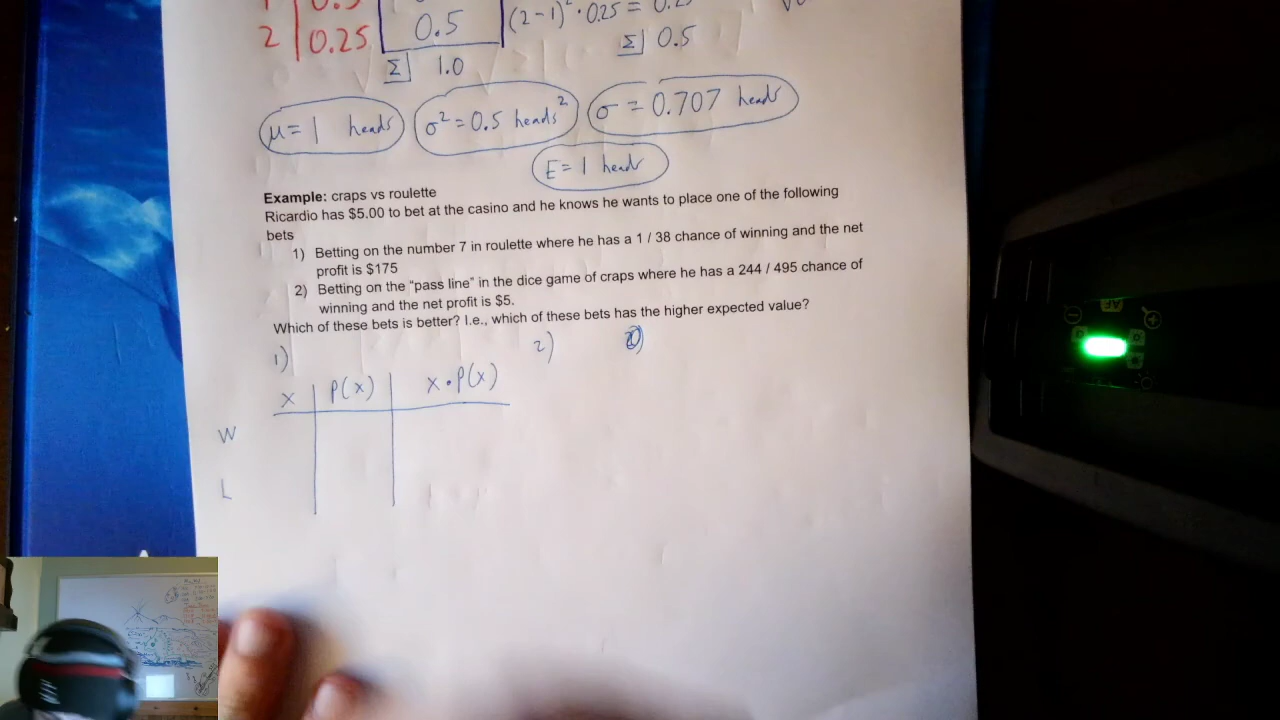 2 | 0.25 0.5 (2-1)² · 0.25 = 0.25
Σ| 1.0 Σ| 0.5
μ = 1 heads σ² = 0.5 heads² σ = 0.707 heads
E = 1 heads
Example: craps vs roulette
Ricardio has $5.00 to bet at the casino and he knows he wants to place one of the following
bets
1) Betting on the number 7 in roulette where he has a 1 / 38 chance of winning and the net
profit is $175
2) Betting on the “pass line” in the dice game of craps where he has a 244 / 495 chance of
winning and the net profit is $5.
Which of these bets is better? I.e., which of these bets has the higher expected value?
1) 2)
x | P(x) | x·P(x)
W
L